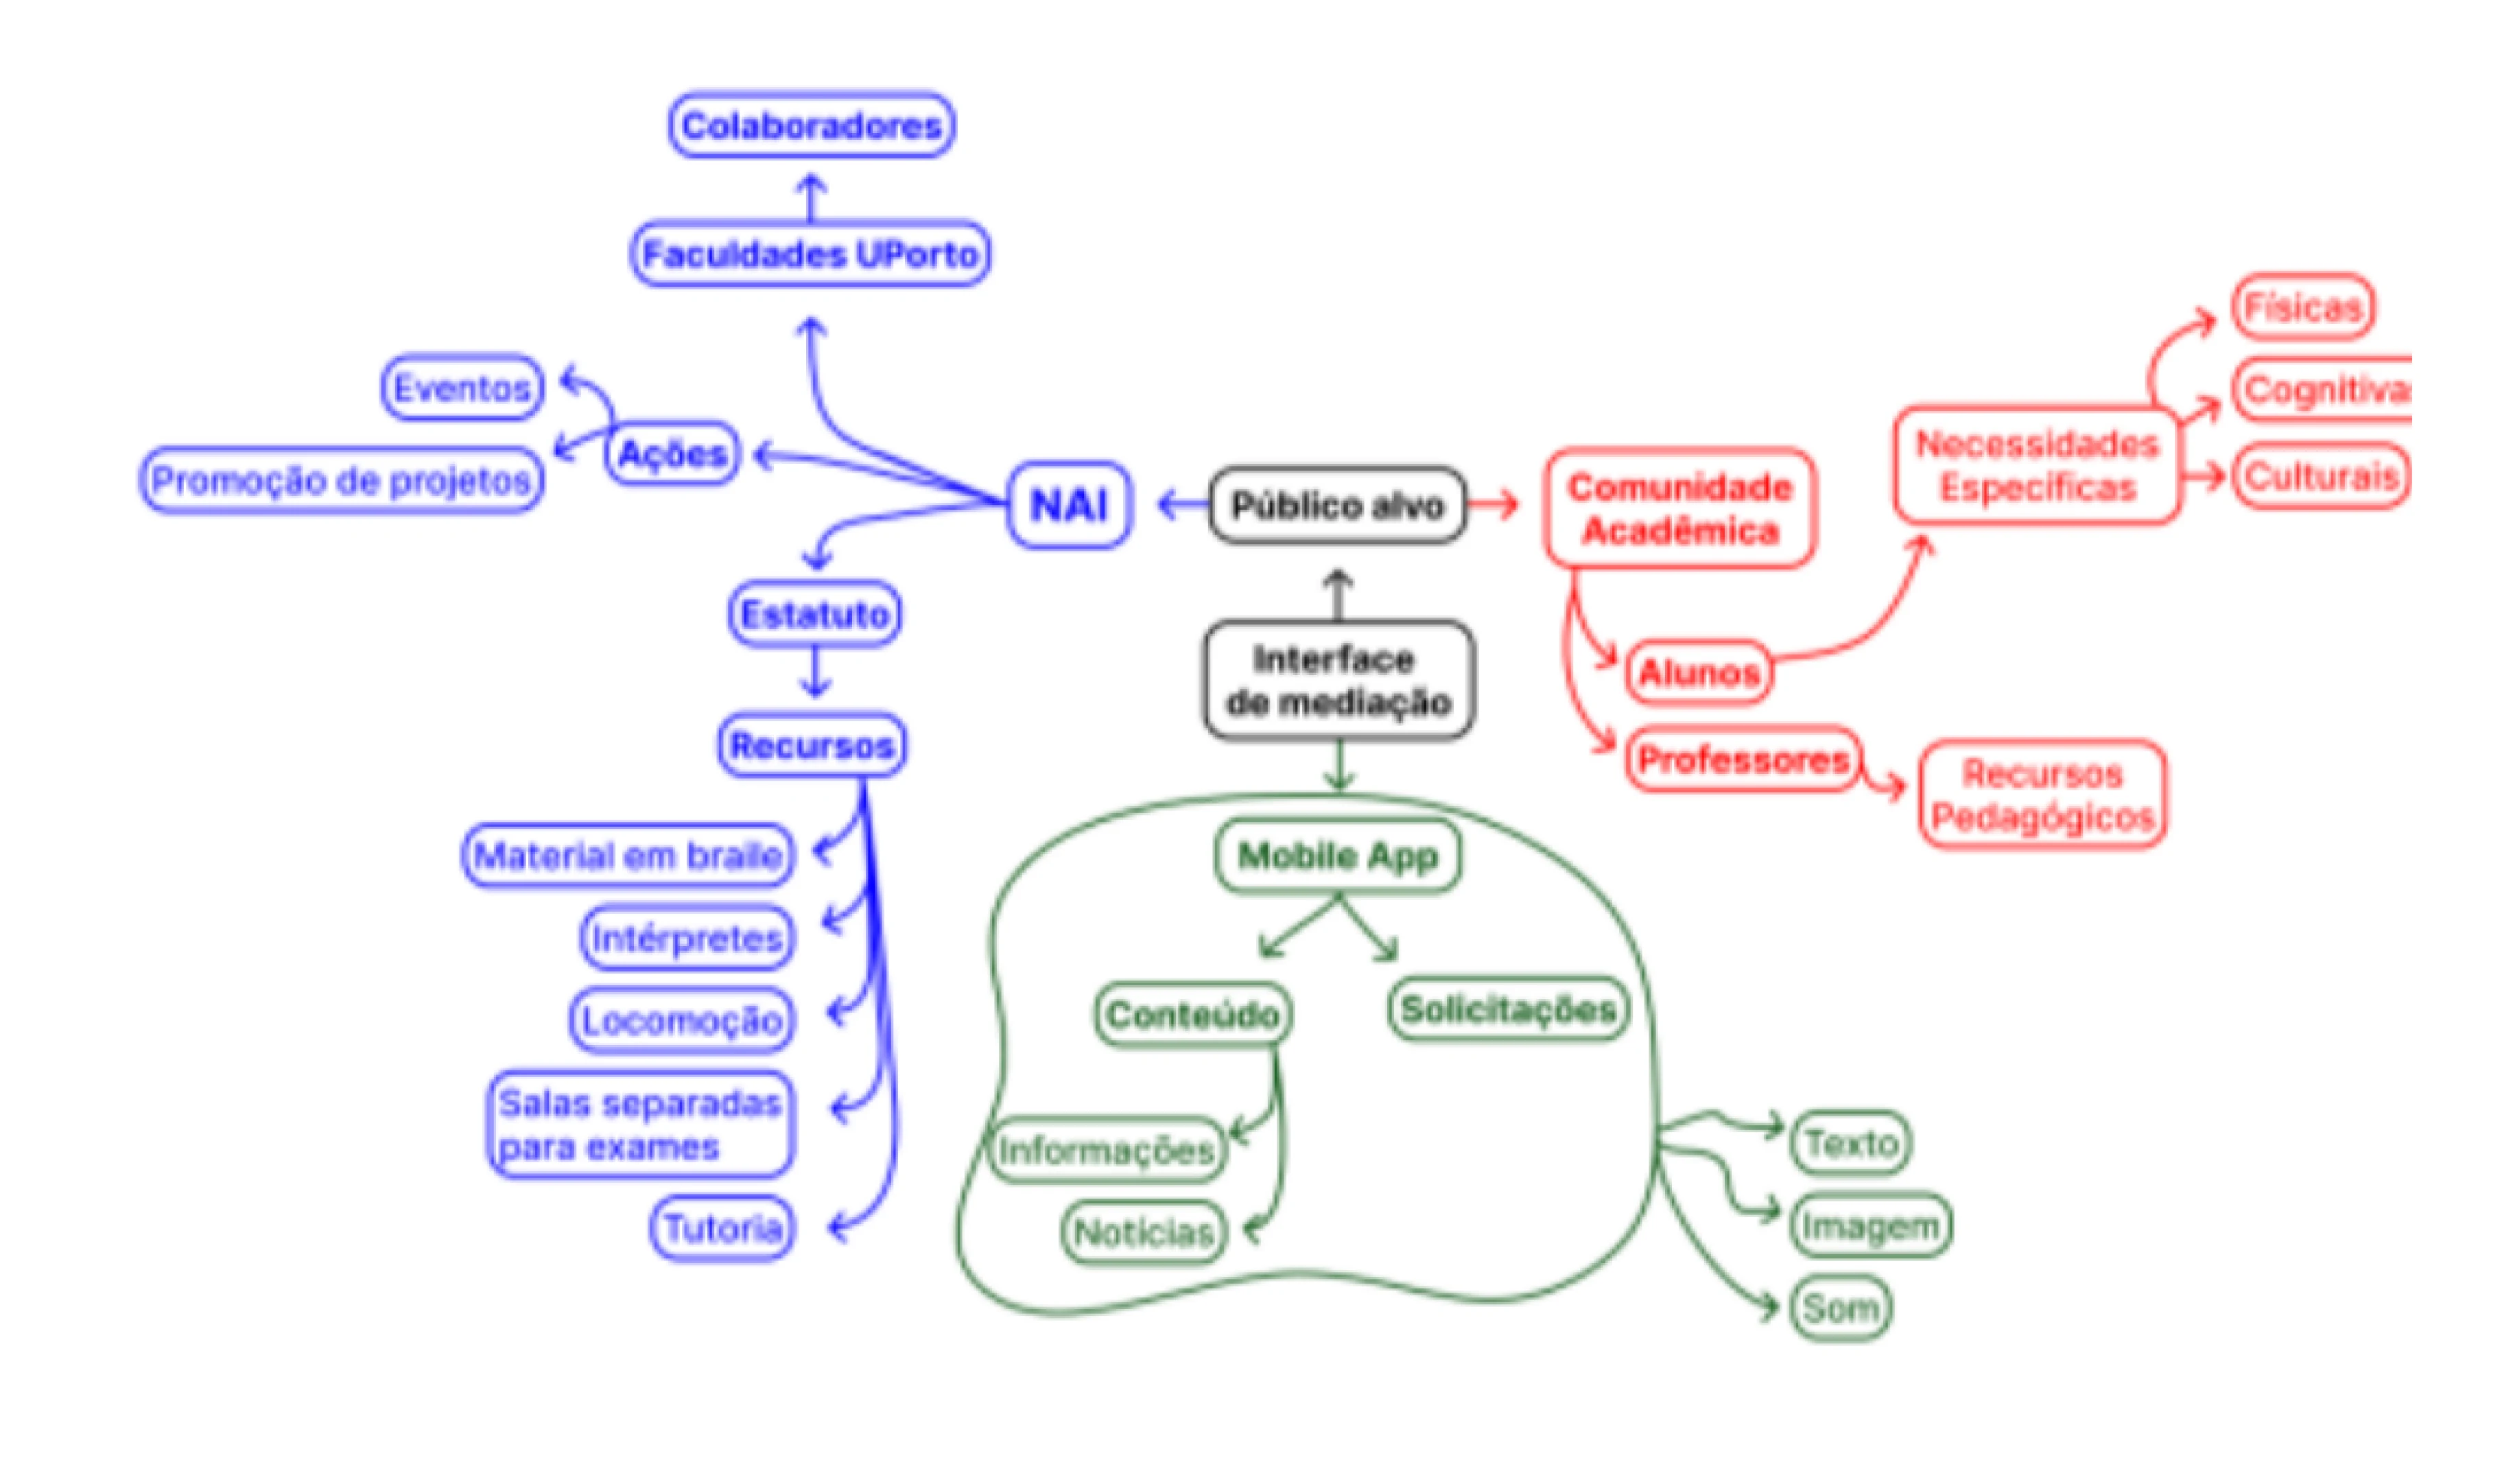 Colaboradores
Faculdades UPorto
Eventos
Ações
Promoção de projetos
NAI
Público alvo
Comunidade
Acadêmica
Necessidades
Específicas
Físicas
Cognitiva
Culturais
Estatuto
Interface
de mediação
Alunos
Professores
Recursos
Pedagógicos
Recursos
Material em braile
Intérpretes
Locomoção
Salas separadas
para exames
Tutoria
Mobile App
Conteúdo
Solicitações
Informações
Notícias
Texto
Imagem
Som